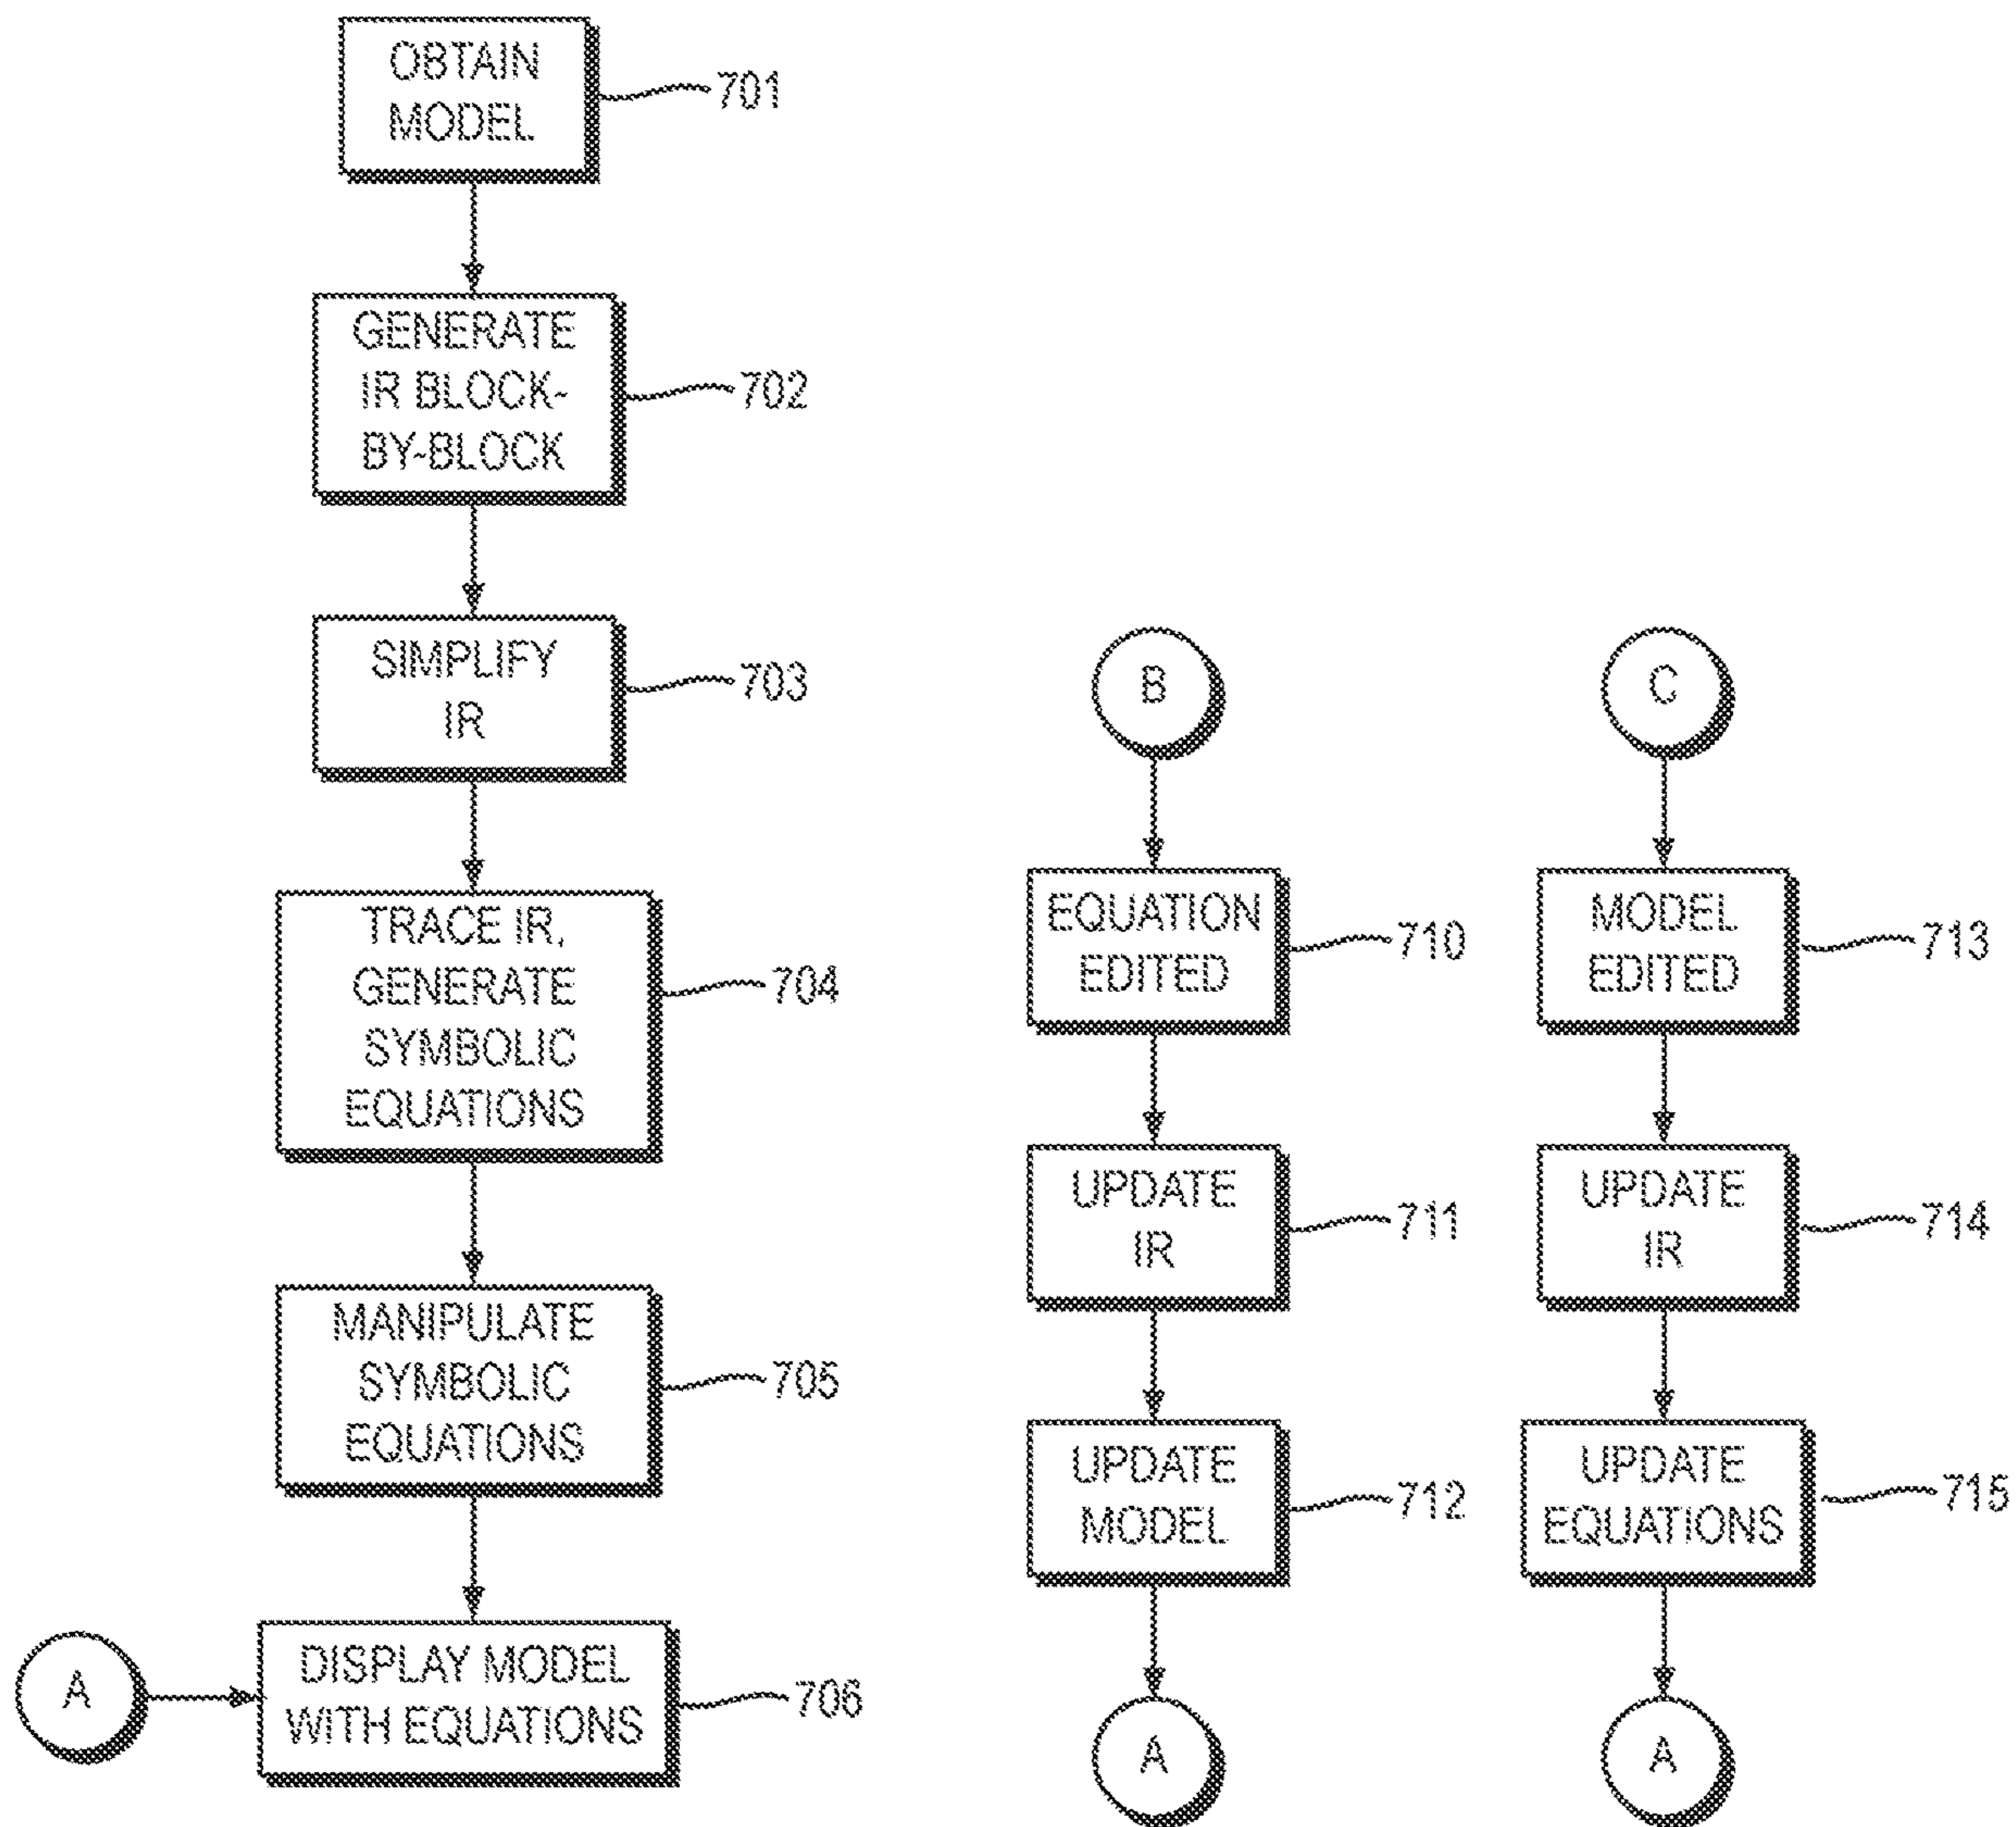 OBTAIN
MODEL
701
GENERATE
IR BLOCK-
BY-BLOCK
702
SIMPLIFY
IR
703
TRACE IR,
GENERATE
SYMBOLIC
EQUATIONS
704
MANIPULATE
SYMBOLIC
EQUATIONS
705
A
DISPLAY MODEL
WITH EQUATIONS
706
B
EQUATION
EDITED
710
UPDATE
IR
711
UPDATE
MODEL
712
A
C
MODEL
EDITED
713
UPDATE
IR
714
UPDATE
EQUATIONS
715
A